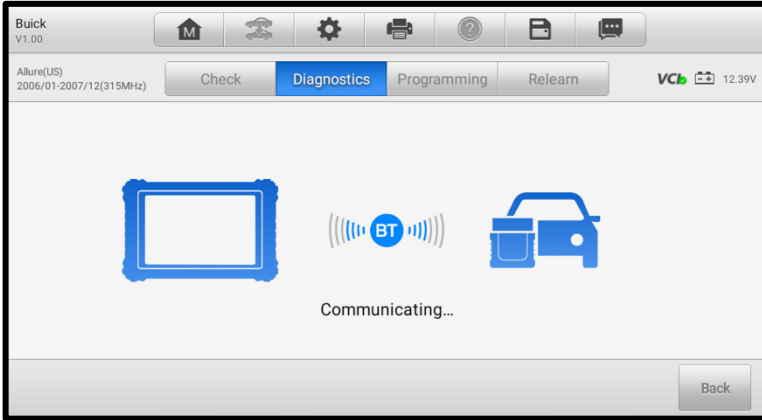 Buick
V1.00
M
?
Allure(US)
2006/01-2007/12(315MHz)
Check
Diagnostics
Programming
Relearn
VCI
12.39V
BT
Communicating...
Back